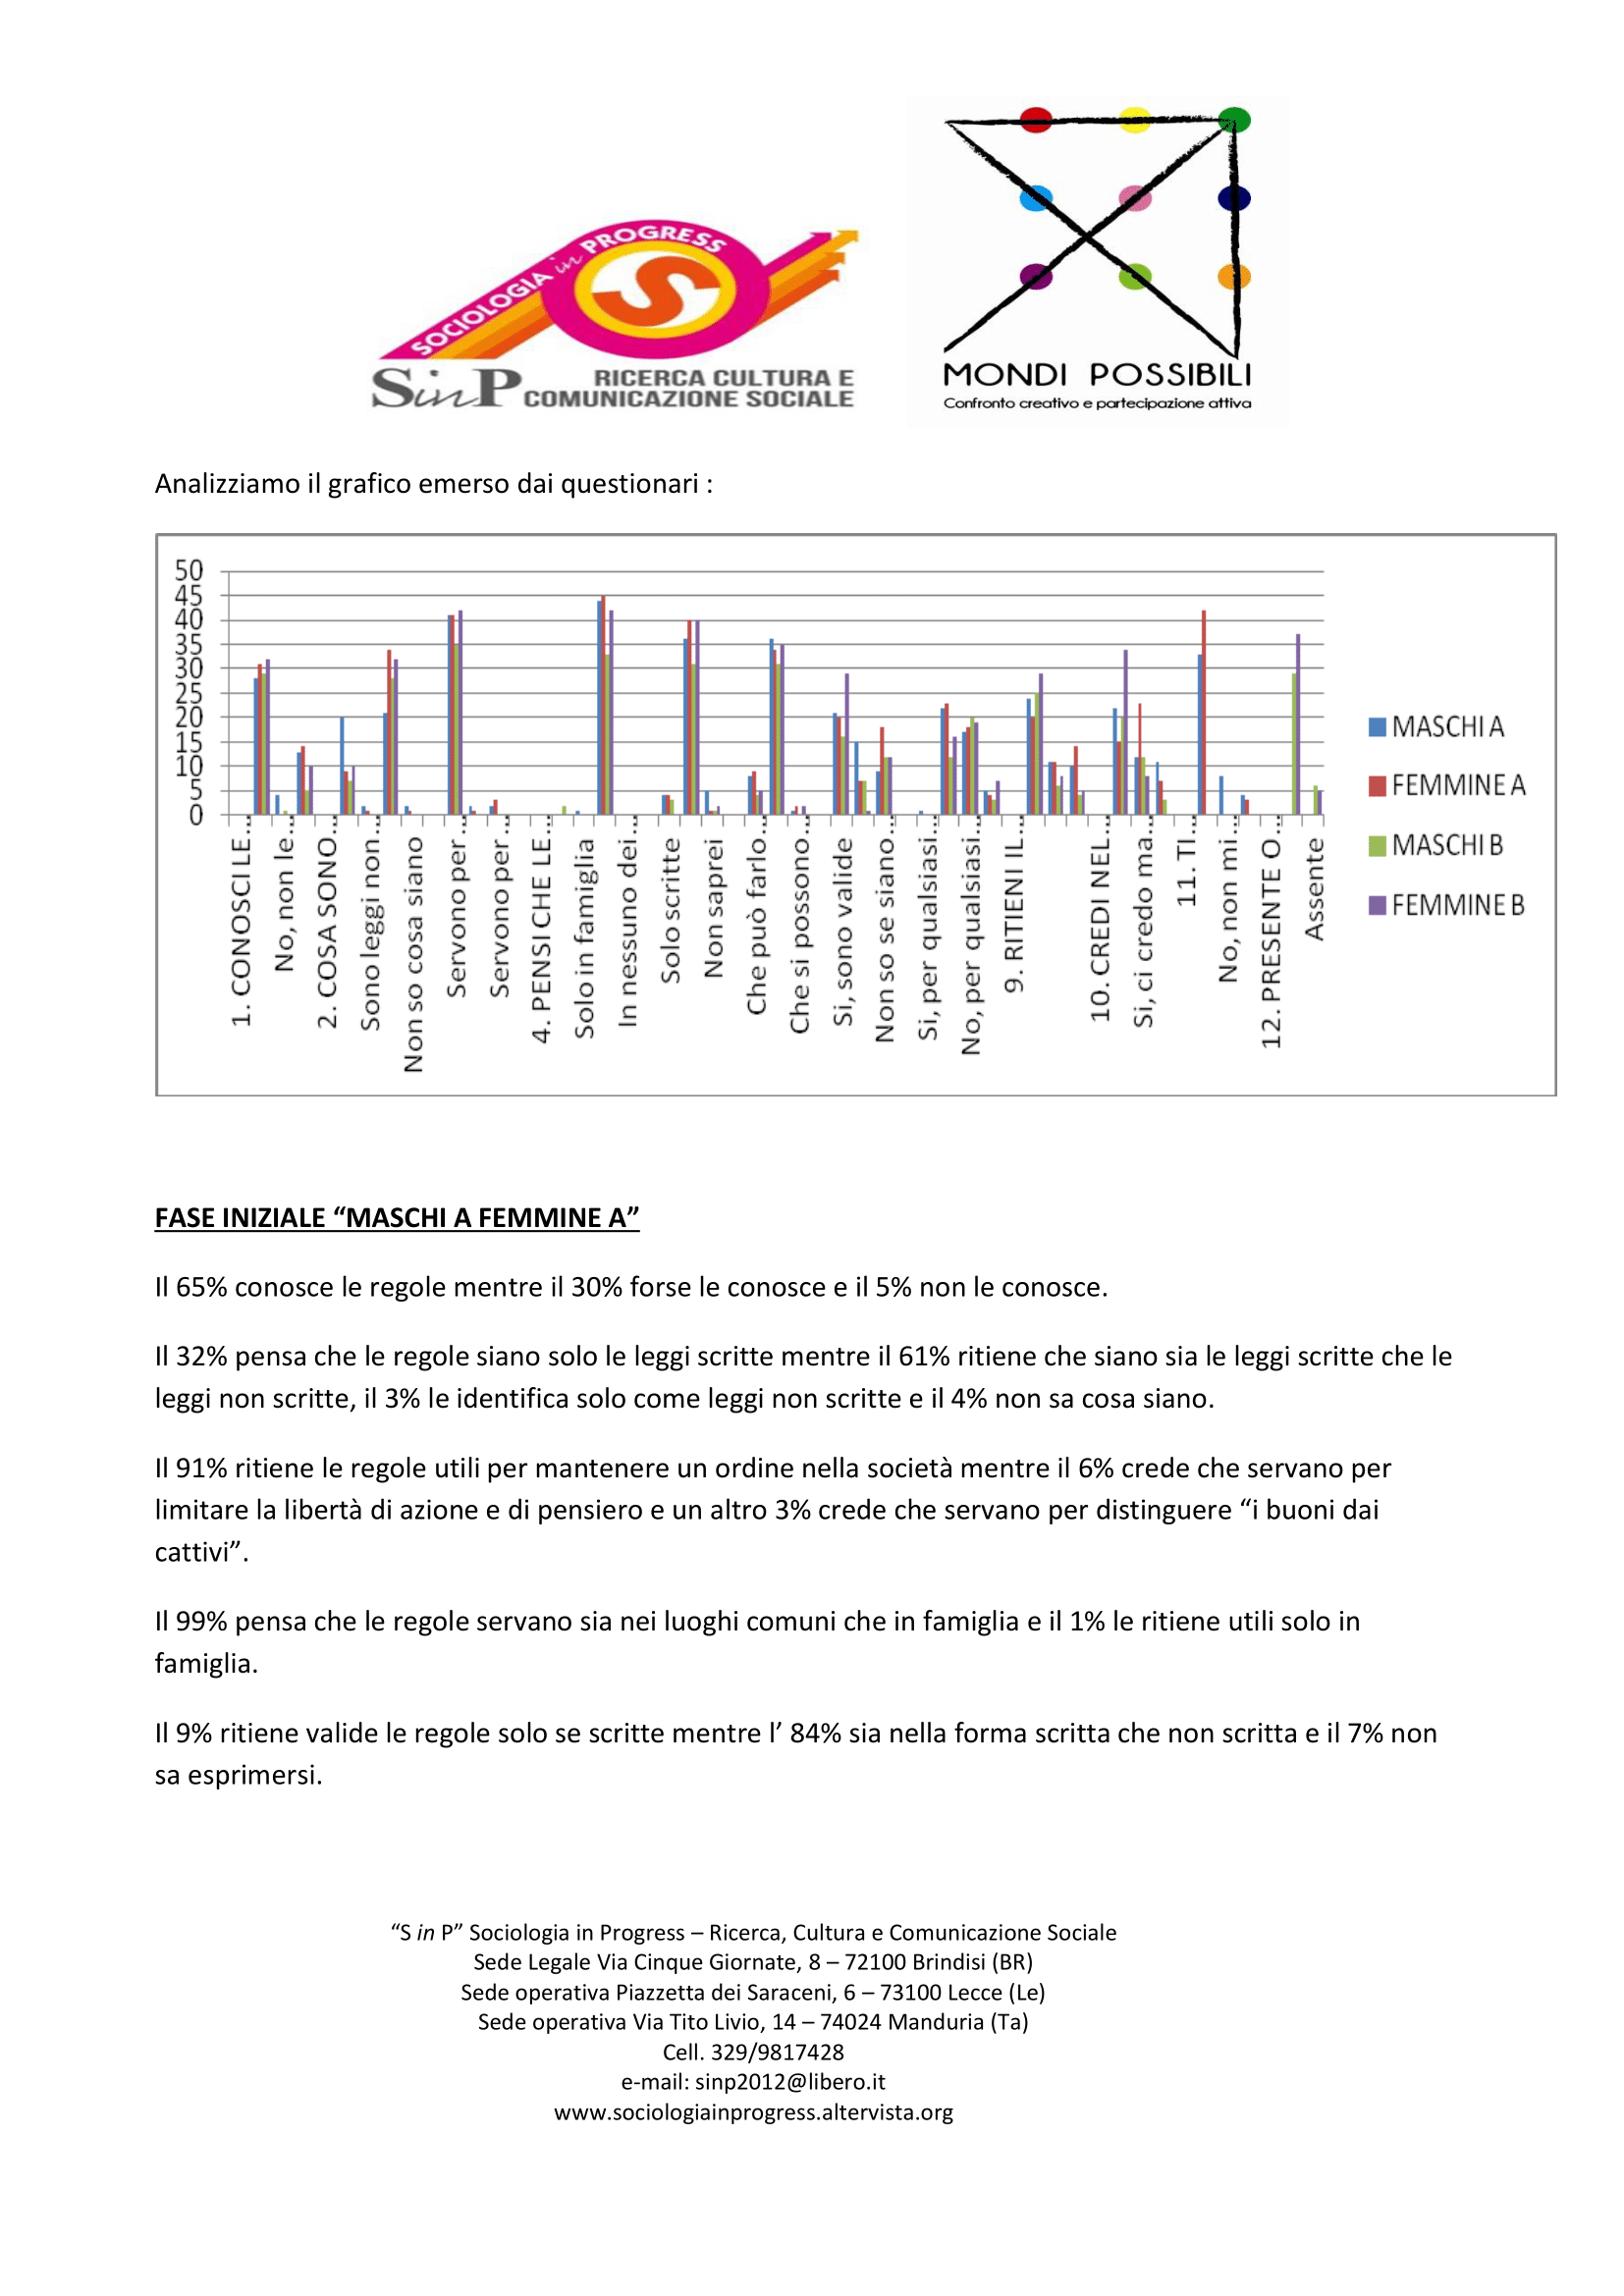 SOCIOLOGIA in PROGRESS
SinP RICERCA CULTURA E
COMUNICAZIONE SOCIALE
MONDI POSSIBILI
Confronto creativo e partecipazione attiva
Analizziamo il grafico emerso dai questionari :
50
45
40
35
30
25
20
15
10
5
0
1. CONOSCI LE...
No, non le...
2. COSA SONO...
Sono leggi non...
Non so cosa siano
Servono per...
Servono per...
4. PENSI CHE LE...
Solo in famiglia
In nessuno dei...
Solo scritte
Non saprei
Che può farlo...
Che si possono...
Si, sono valide
Non so se siano...
Si, per qualsiasi...
No, per qualsiasi...
9. RITIENI IL...
10. CREDI NEL...
Si, ci credo ma...
11. TI...
No, non mi...
12. PRESENTE O...
Assente
MASCHI A
FEMMINE A
MASCHI B
FEMMINE B
FASE INIZIALE “MASCHI A FEMMINE A”
Il 65% conosce le regole mentre il 30% forse le conosce e il 5% non le conosce.
Il 32% pensa che le regole siano solo le leggi scritte mentre il 61% ritiene che siano sia le leggi scritte che le
leggi non scritte, il 3% le identifica solo come leggi non scritte e il 4% non sa cosa siano.
Il 91% ritiene le regole utili per mantenere un ordine nella società mentre il 6% crede che servano per
limitare la libertà di azione e di pensiero e un altro 3% crede che servano per distinguere “i buoni dai
cattivi”.
Il 99% pensa che le regole servano sia nei luoghi comuni che in famiglia e il 1% le ritiene utili solo in
famiglia.
Il 9% ritiene valide le regole solo se scritte mentre l’ 84% sia nella forma scritta che non scritta e il 7% non
sa esprimersi.
“S in P” Sociologia in Progress – Ricerca, Cultura e Comunicazione Sociale
Sede Legale Via Cinque Giornate, 8 – 72100 Brindisi (BR)
Sede operativa Piazzetta dei Saraceni, 6 – 73100 Lecce (Le)
Sede operativa Via Tito Livio, 14 – 74024 Manduria (Ta)
Cell. 329/9817428
e-mail: sinp2012@libero.it
www.sociologiainprogress.altervista.org